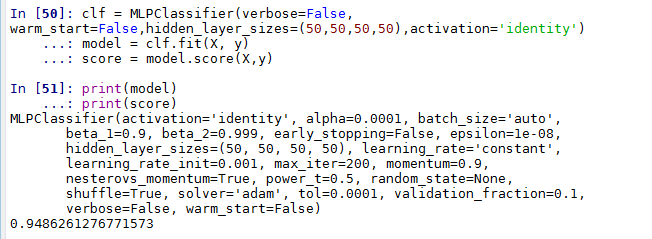 In [50]: clf = MLPClassifier(verbose=False,
warm_start=False,hidden_layer_sizes=(50,50,50,50),activation='identity')
...: model = clf.fit(X, y)
...: score = model.score(X,y)
In [51]: print(model)
...: print(score)
MLPClassifier(activation='identity', alpha=0.0001, batch_size='auto',
beta_1=0.9, beta_2=0.999, early_stopping=False, epsilon=1e-08,
hidden_layer_sizes=(50, 50, 50, 50), learning_rate='constant',
learning_rate_init=0.001, max_iter=200, momentum=0.9,
nesterovs_momentum=True, power_t=0.5, random_state=None,
shuffle=True, solver='adam', tol=0.0001, validation_fraction=0.1,
verbose=False, warm_start=False)
0.9486261276771573